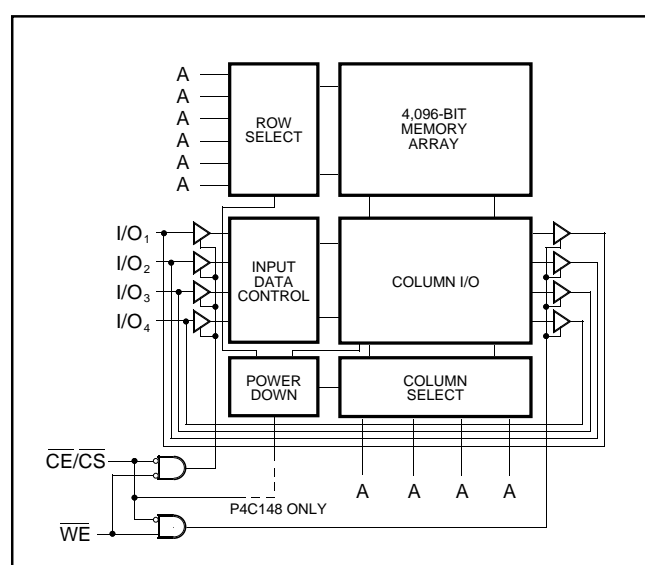 A
A
A
A
A
A
ROW
SELECT
4,096-BIT
MEMORY
ARRAY
I/O₁
I/O₂
I/O₃
I/O₄
INPUT
DATA
CONTROL
COLUMN I/O
POWER
DOWN
COLUMN
SELECT
CE/CS
A A A A
P4C148 ONLY
WE